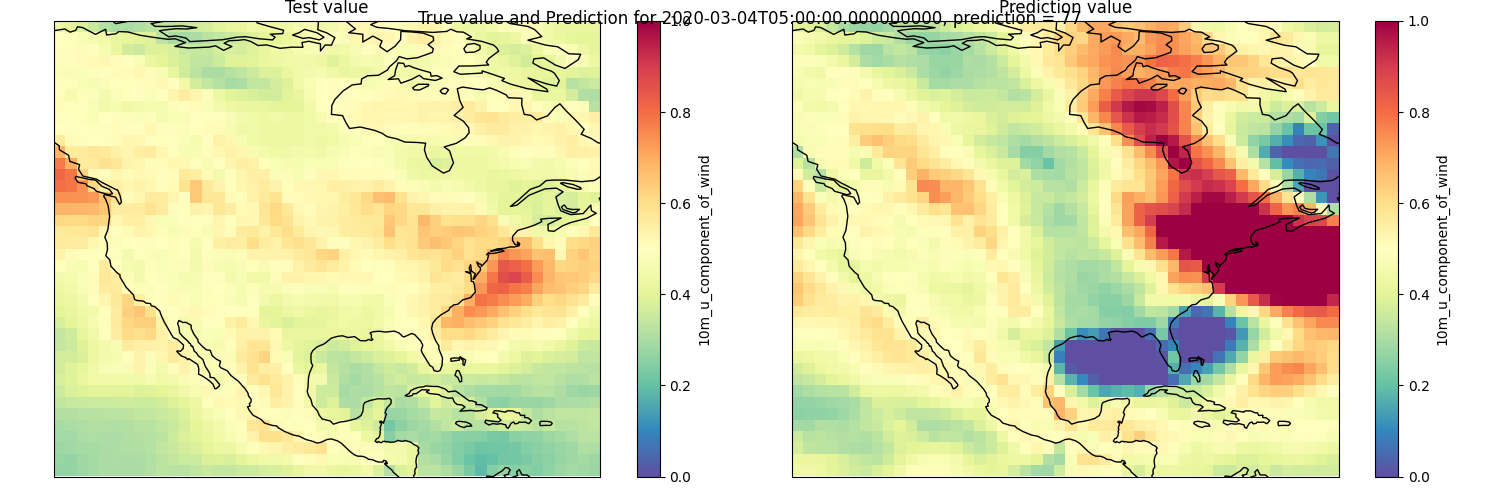 Test value
Prediction value
True value and Prediction for 2020-03-04T05:00:00.000000000, prediction = 77
1.0
0.8
0.6
0.4
0.2
0.0
10m_u_component_of_wind
1.0
0.8
0.6
0.4
0.2
0.0
10m_u_component_of_wind